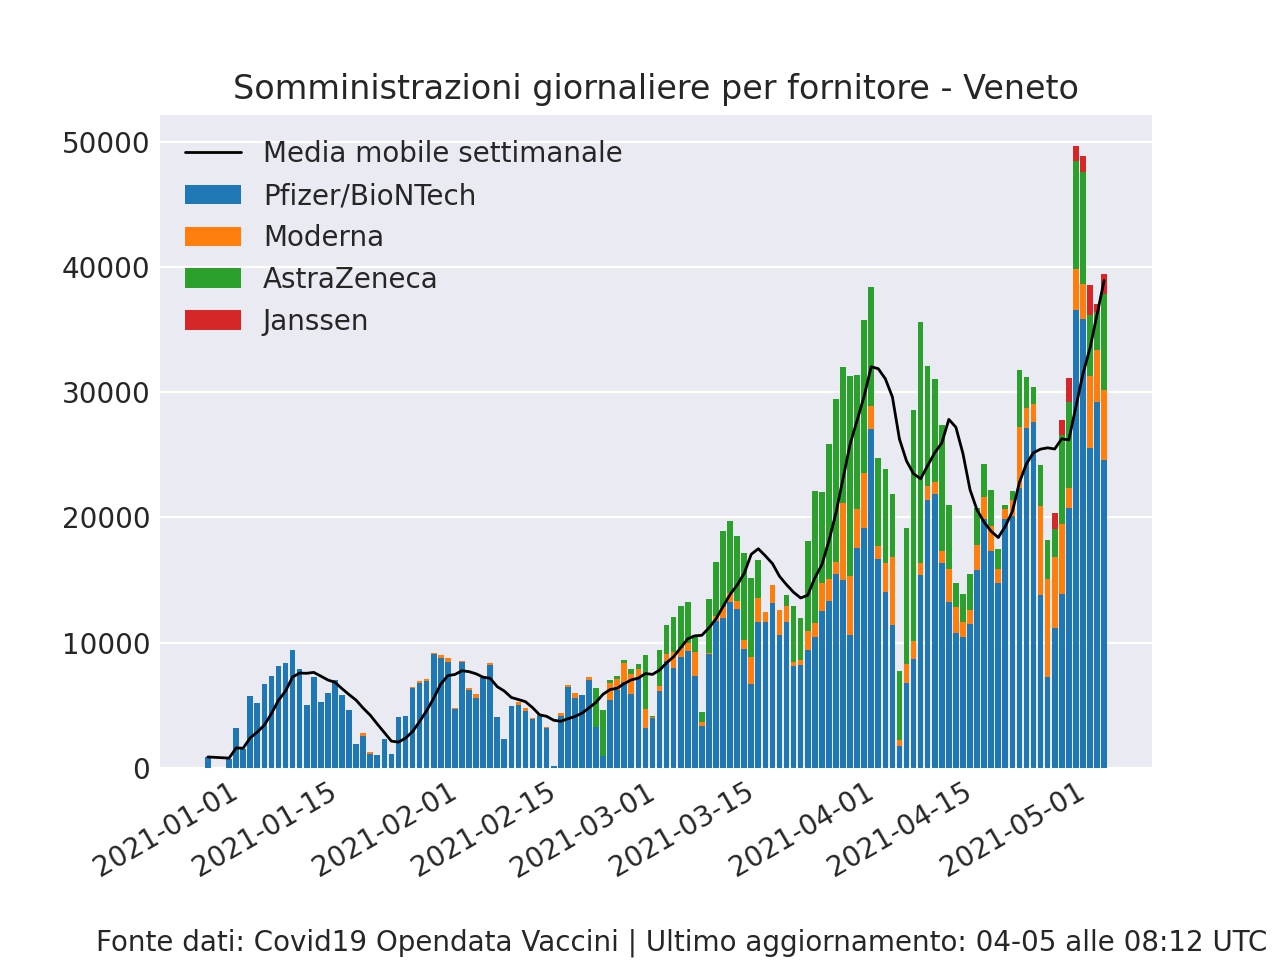 Somministrazioni giornaliere per fornitore - Veneto
50000
40000
30000
20000
10000
0
Media mobile settimanale
Pfizer/BioNTech
Moderna
AstraZeneca
Janssen
2021-01-01
2021-01-15
2021-02-01
2021-02-15
2021-03-01
2021-03-15
2021-04-01
2021-04-15
2021-05-01
Fonte dati: Covid19 Opendata Vaccini | Ultimo aggiornamento: 04-05 alle 08:12 UTC